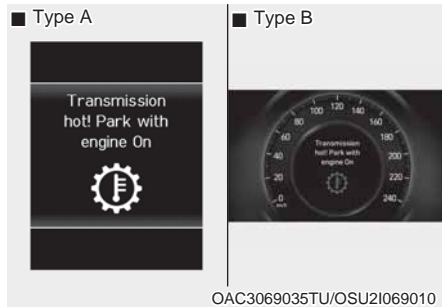 ■ Type A
Transmission
hot! Park with
engine On
■ Type B
0
20
40
60
80
100
120
140
160
180
200
220
240
Transmission
hot! Park with
engine On
OAC3069035TU/OSU2I069010